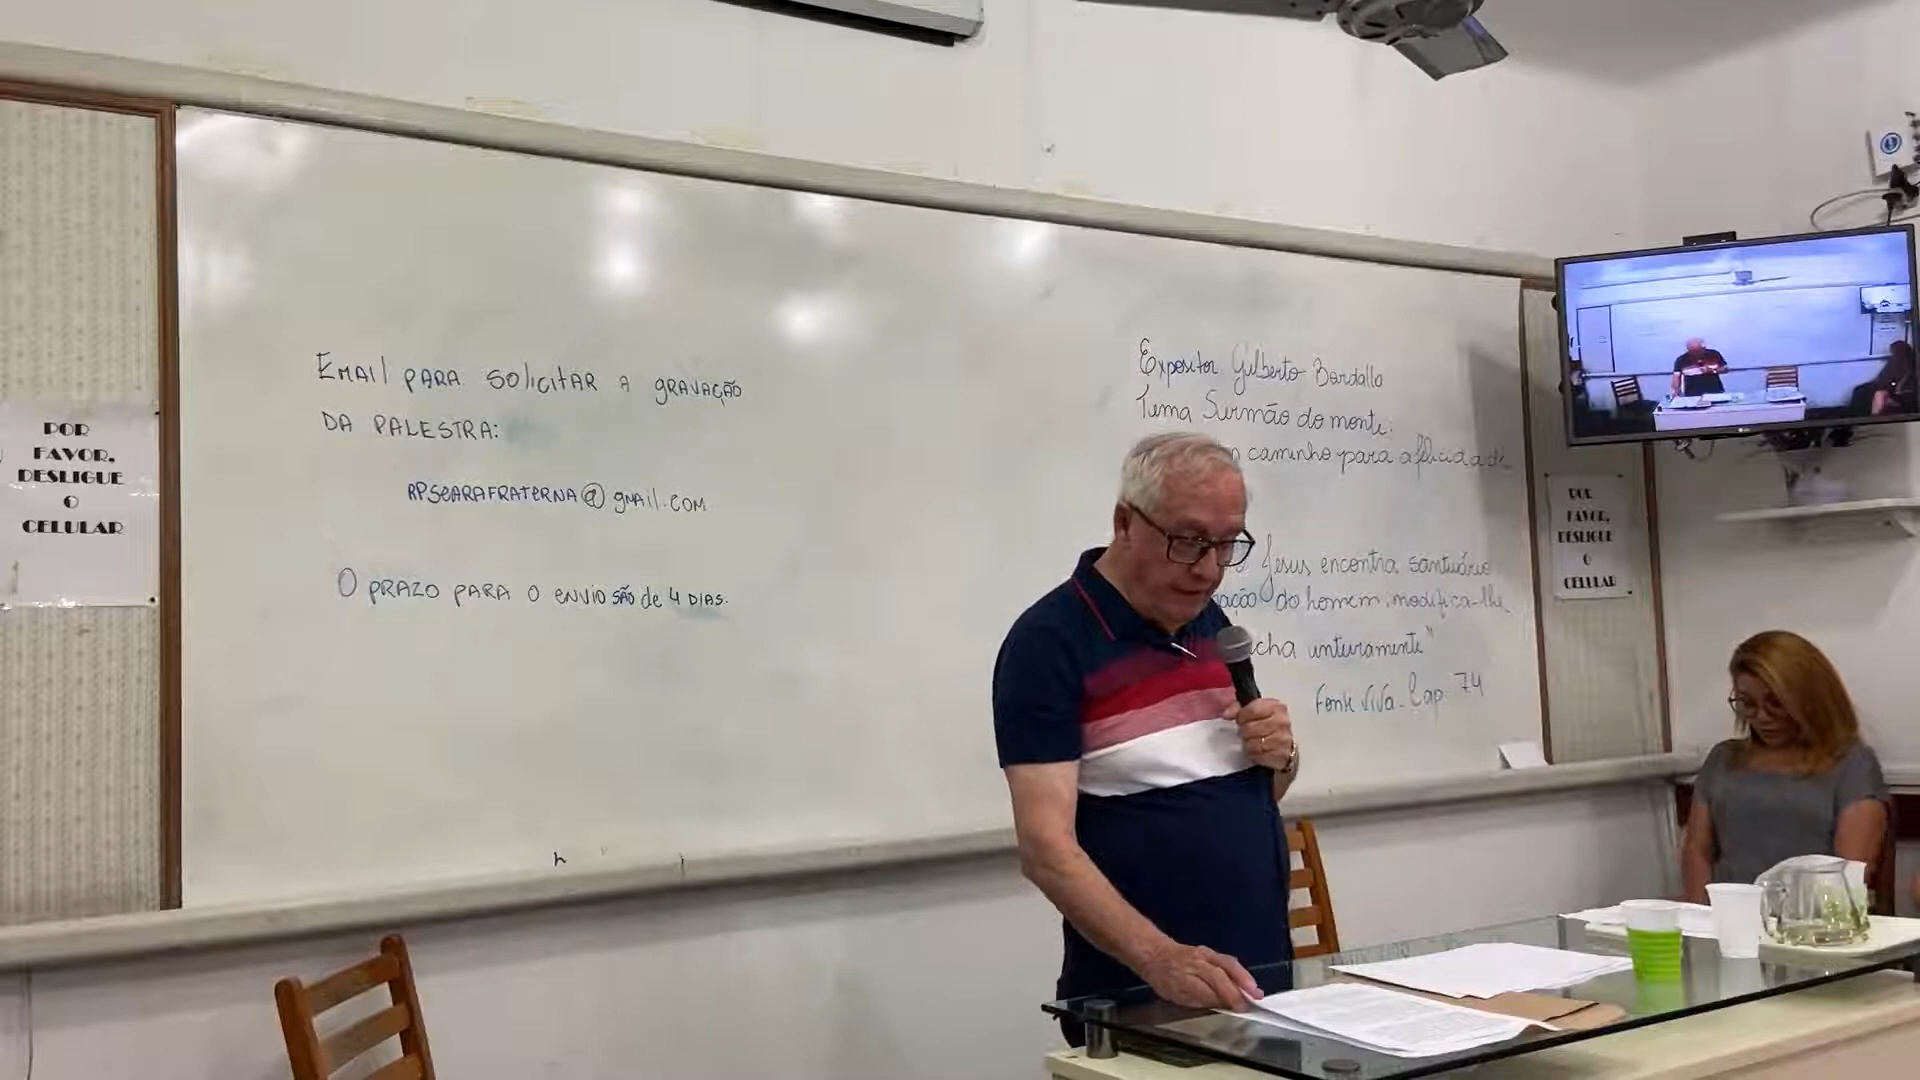 POR
FAVOR,
DESLIGUE
O
CELULAR
EMAIL PARA SOLICITAR A GRAVAÇÃO
DA PALESTRA:
RPSEARAFRATERNA@GMAIL.COM
O PRAZO PARA O ENVIO SÃO de 4 DIAS.
Expositor Gilberto Bardallo
Tema Sermão do monte:
caminho para a felicidade
Jesus encontra santuário
do homem, modifica-lhe
inteiramente"
Fonte Viva. Cap 74
POR
FAVOR,
DESLIGUE
O
CELULAR